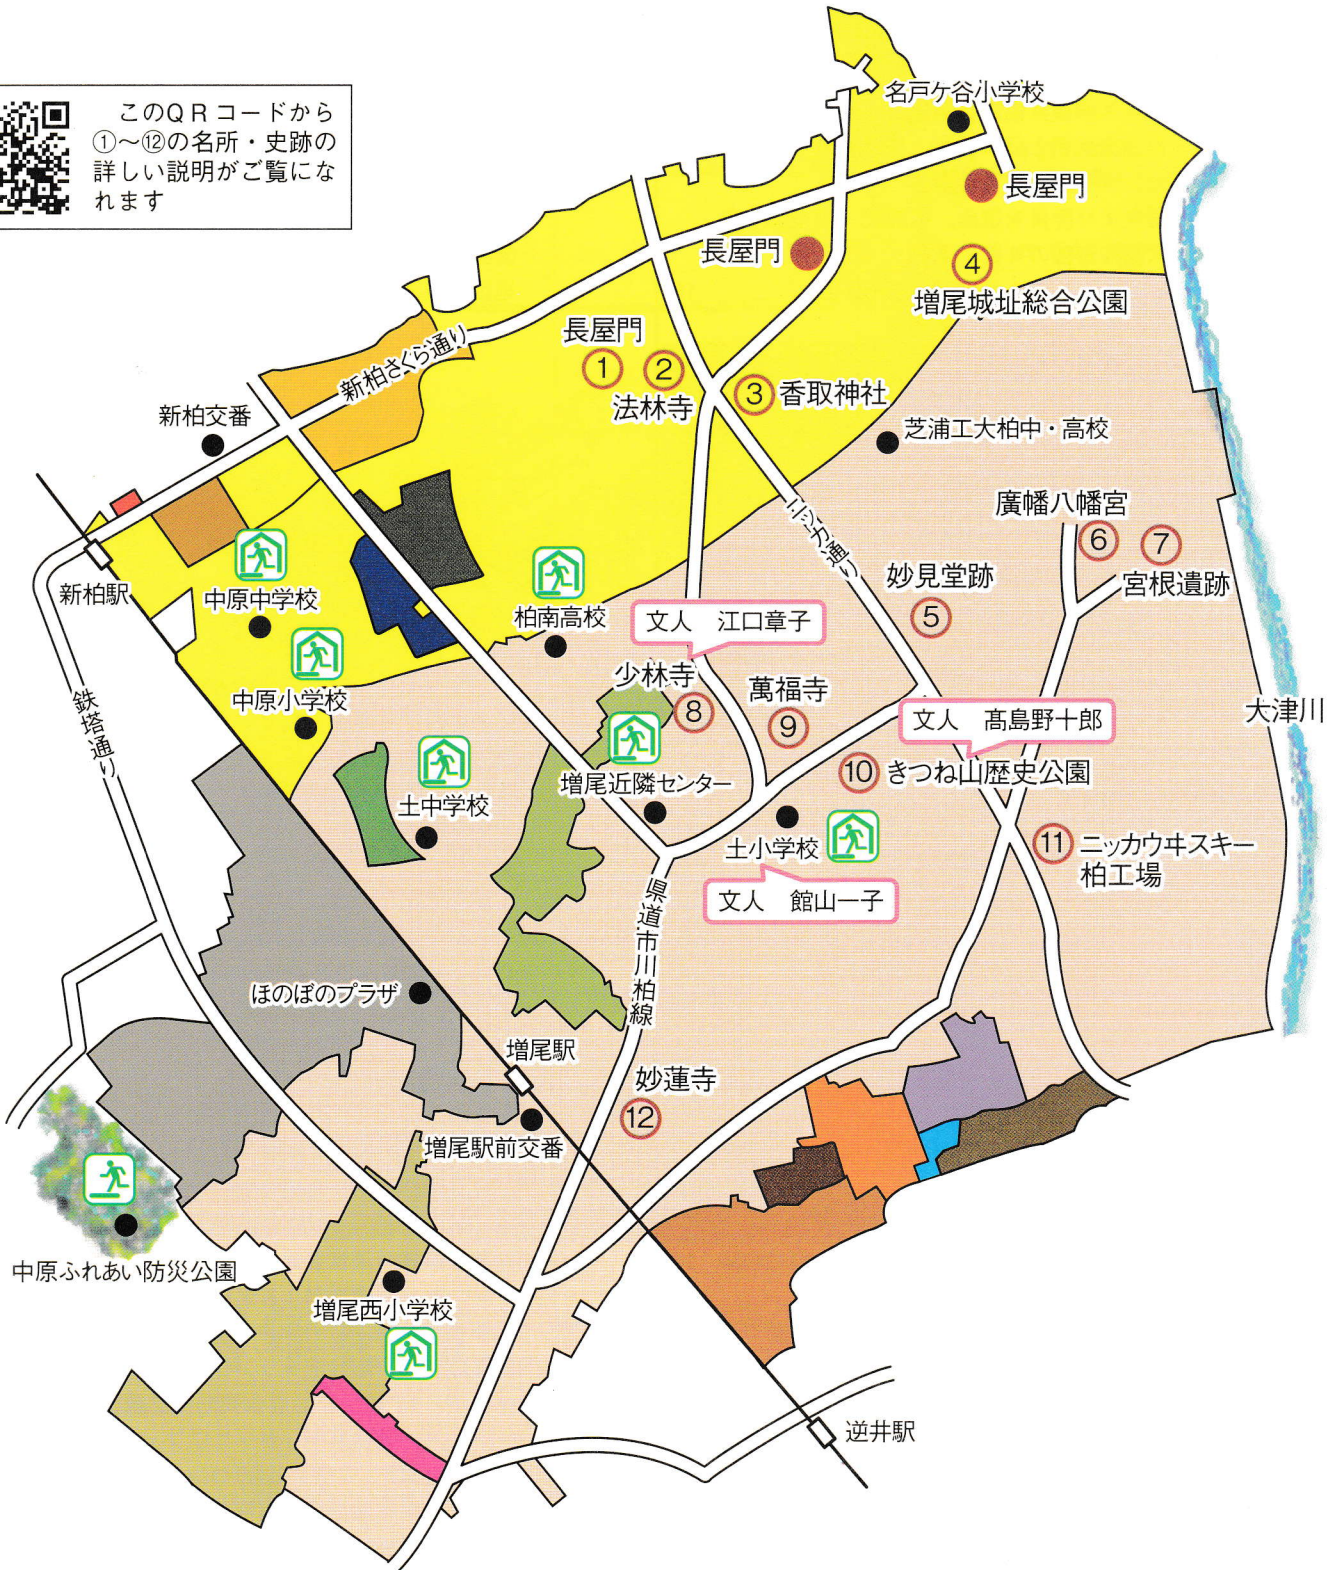 このQRコードから
①~⑫の名所・史跡の
詳しい説明がご覧にな
れます
名戸ケ谷小学校
長屋門
長屋門
④
増尾城址総合公園
長屋門
①
②
法林寺
③ 香取神社
新柏さくら通り
新柏交番
芝浦工大柏中・高校
ニッカ通り
廣幡八幡宮
⑥
⑦
宮根遺跡
新柏駅
中原中学校
柏南高校
妙見堂跡
⑤
文人 江口章子
中原小学校
少林寺
⑧
萬福寺
⑨
鉄塔通り
大津川
文人 髙島野十郎
⑩ きつね山歴史公園
増尾近隣センター
土中学校
土小学校
⑪ ニッカウヰスキー
柏工場
文人 館山一子
県道市川柏線
ほのぼのプラザ
増尾駅
妙蓮寺
⑫
増尾駅前交番
中原ふれあい防災公園
増尾西小学校
逆井駅